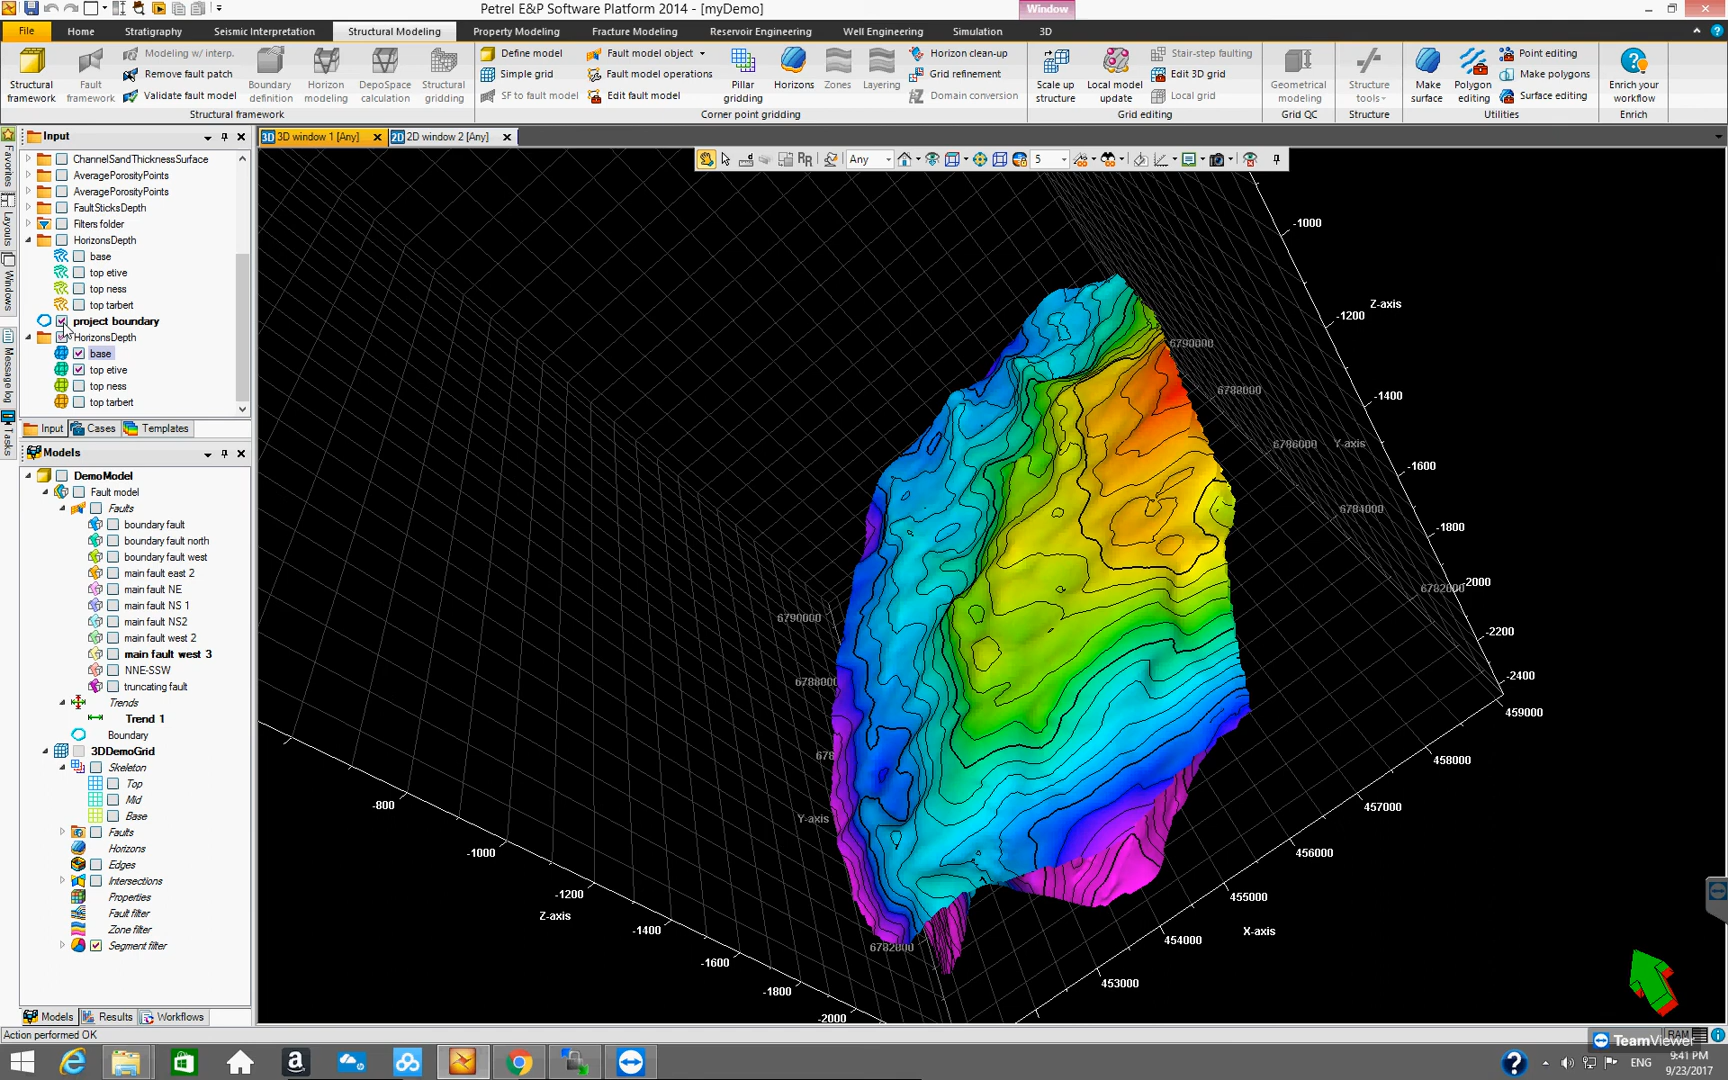 Petrel E&P Software Platform 2014 - [myDemo]
Window
File
Home
Stratigraphy
Seismic Interpretation
Structural Modeling
Property Modeling
Fracture Modeling
Reservoir Engineering
Well Engineering
Simulation
3D
Structural framework
Fault framework
Modeling w/ interp.
Remove fault patch
Validate fault model
Boundary definition
Horizon modeling
DepoSpace calculation
Structural gridding
Structural framework
Define model
Simple grid
SF to fault model
Fault model object
Fault model operations
Edit fault model
Pillar gridding
Horizons
Zones
Layering
Horizon clean-up
Grid refinement
Domain conversion
Corner point gridding
Scale up structure
Local model update
Stair-step faulting
Edit 3D grid
Local grid
Grid editing
Geometrical modeling
Grid QC
Structure tools
Structure
Make surface
Polygon editing
Point editing
Make polygons
Surface editing
Utilities
Enrich your workflow
Enrich
Favorites
Layouts
Windows
Message log
Tasks
Input
3D 3D window 1 [Any]
2D 2D window 2 [Any]
Any
5
ChannelSandThicknessSurface
AveragePorosityPoints
AveragePorosityPoints
FaultSticksDepth
Filters folder
HorizonsDepth
base
top etive
top ness
top tarbert
project boundary
HorizonsDepth
base
top etive
top ness
top tarbert
Input
Cases
Templates
Models
DemoModel
Fault model
Faults
boundary fault
boundary fault north
boundary fault west
main fault east 2
main fault NE
main fault NS 1
main fault NS2
main fault west 2
main fault west 3
NNE-SSW
truncating fault
Trends
Trend 1
Boundary
3DDemoGrid
Skeleton
Top
Mid
Base
Faults
Horizons
Edges
Intersections
Properties
Fault filter
Zone filter
Segment filter
Models
Results
Workflows
Action performed OK
-1000
-1200
-1400
-1600
-1800
-2000
-2200
-2400
Z-axis
6790000
6788000
6786000
6784000
Y-axis
459000
458000
457000
456000
455000
454000
453000
X-axis
6790000
Y-axis
-800
-1000
-1200
-1400
-1600
-1800
-2000
Z-axis
RAM
TeamViewer
ENG
9:41 PM
9/23/2017